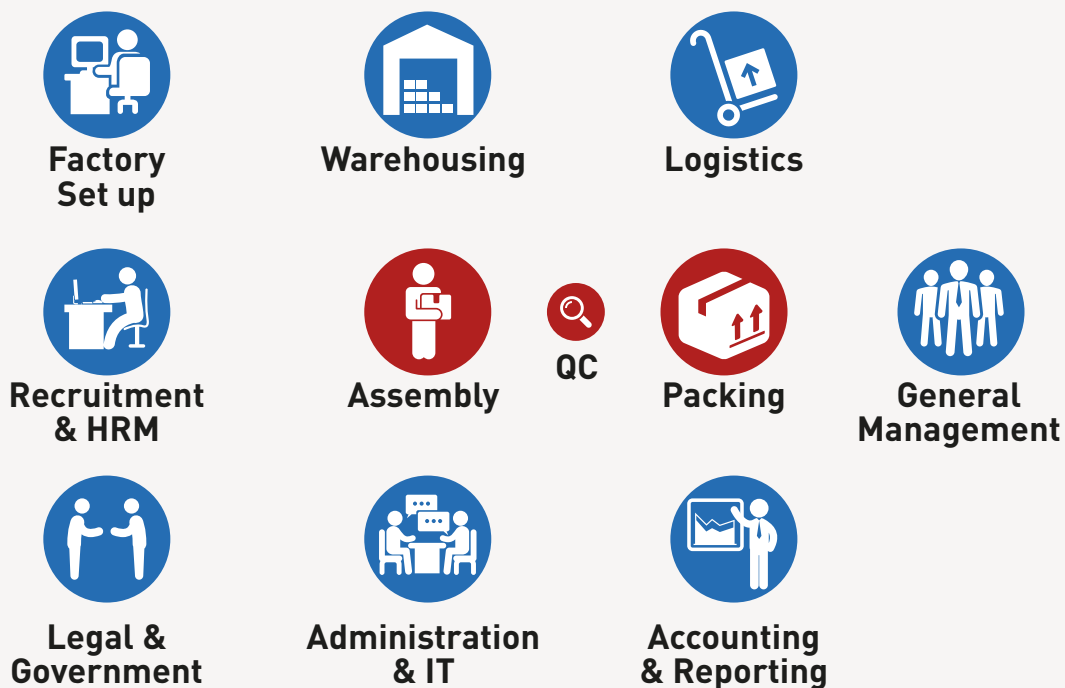 Factory
Set up
Warehousing
Logistics
Recruitment
& HRM
Assembly
QC
Packing
General
Management
Legal &
Government
Administration
& IT
Accounting
& Reporting